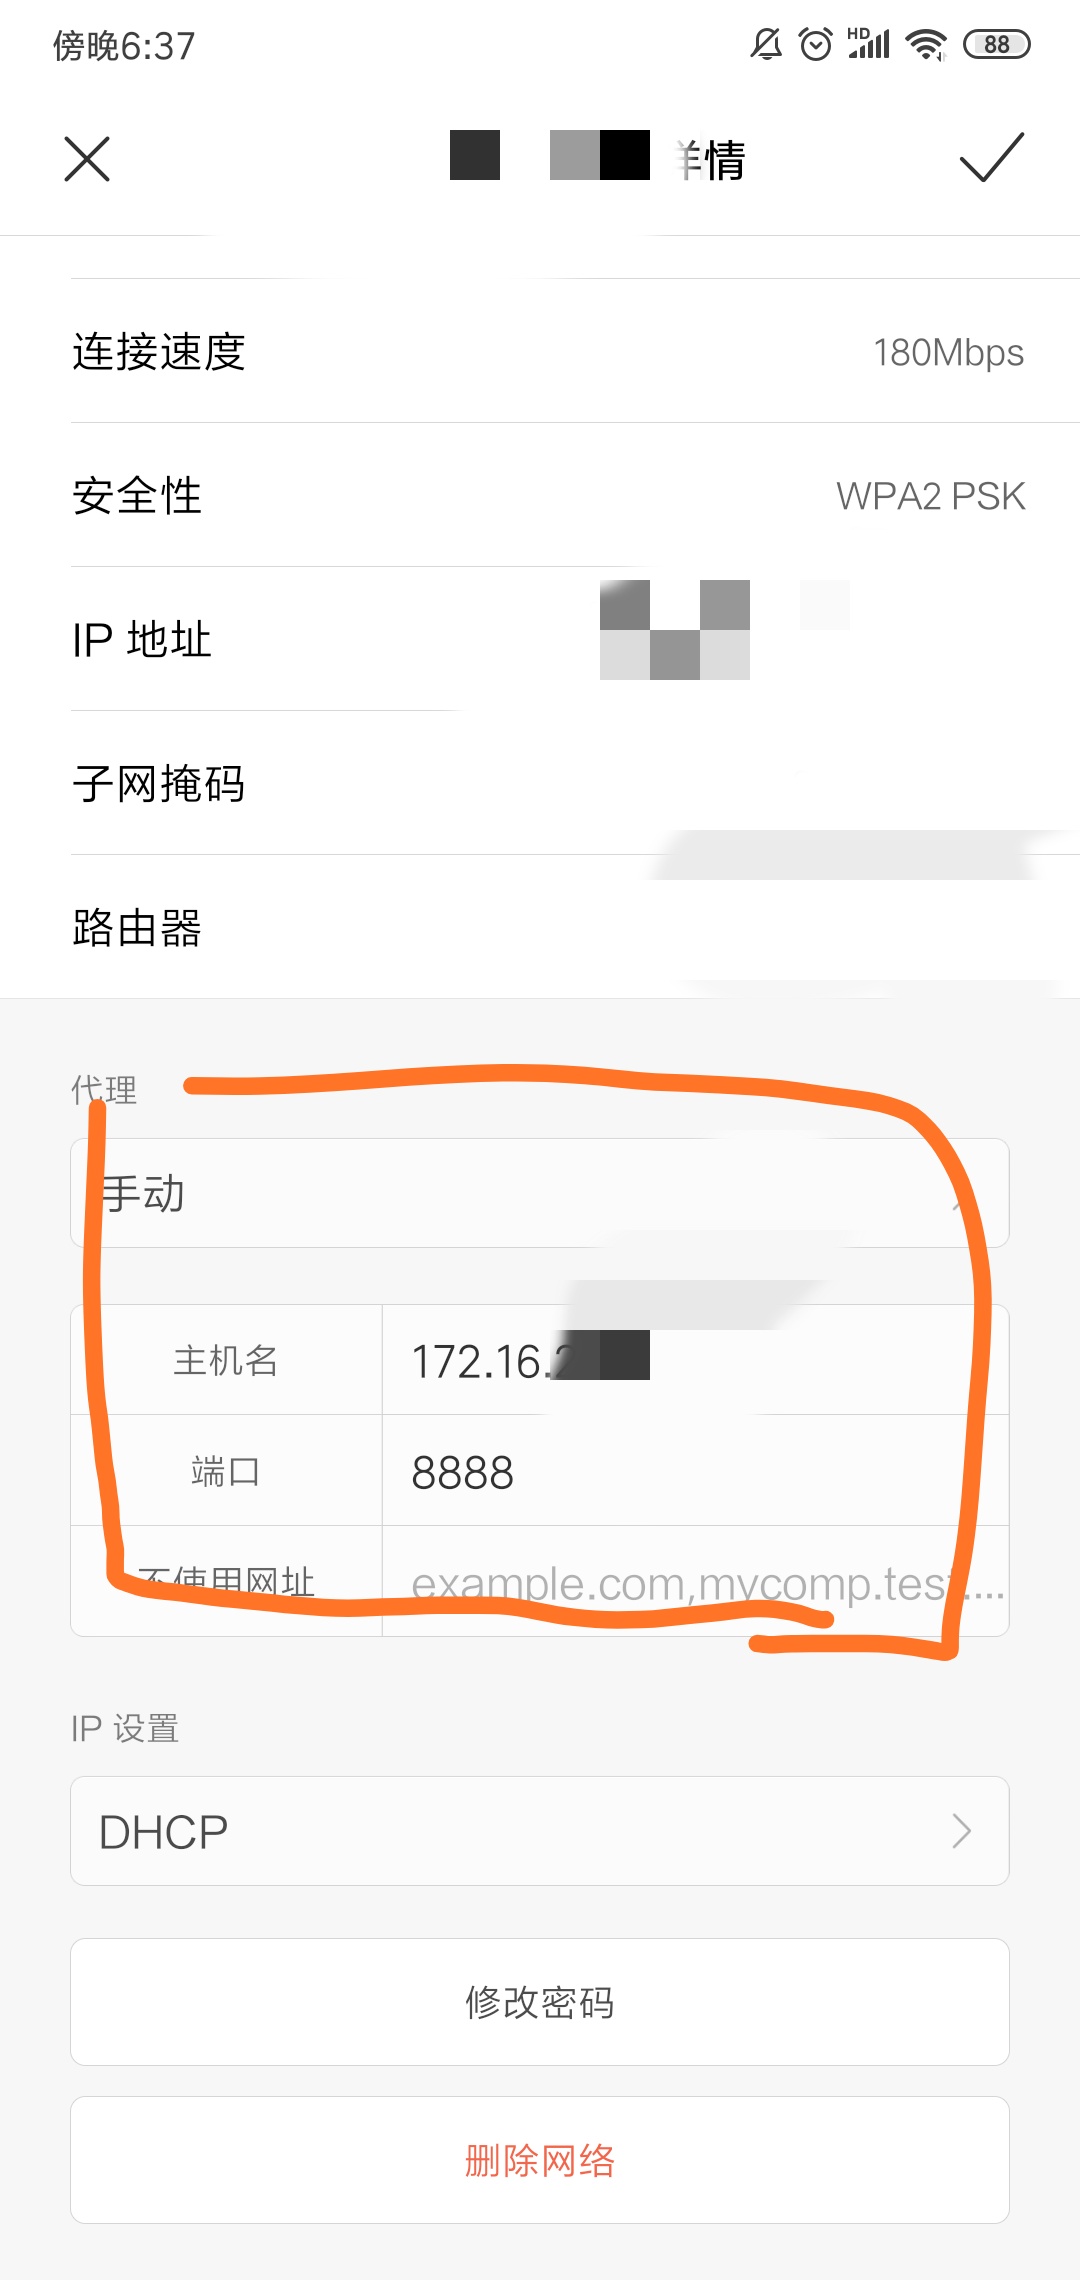 傍晚6:37
HD
88
详情
连接速度
180Mbps
安全性
WPA2 PSK
IP 地址
子网掩码
路由器
代理
手动
主机名
172.16.
端口
8888
不使用网址
example.com,mycomp.test....
IP 设置
DHCP
修改密码
删除网络